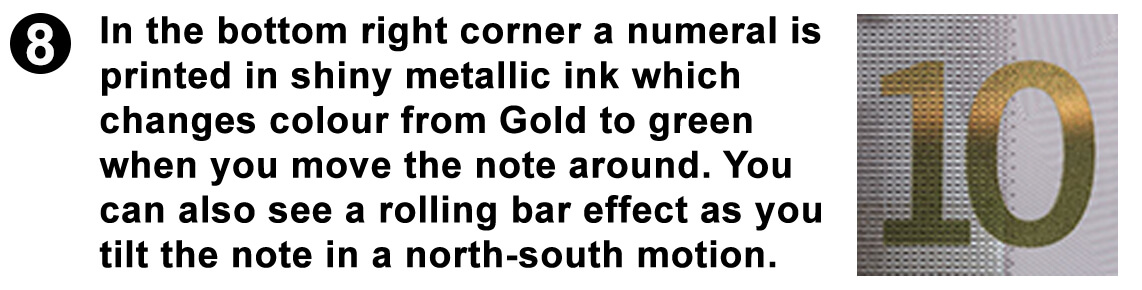 8
In the bottom right corner a numeral is
printed in shiny metallic ink which
changes colour from Gold to green
when you move the note around. You
can also see a rolling bar effect as you
tilt the note in a north-south motion.
10